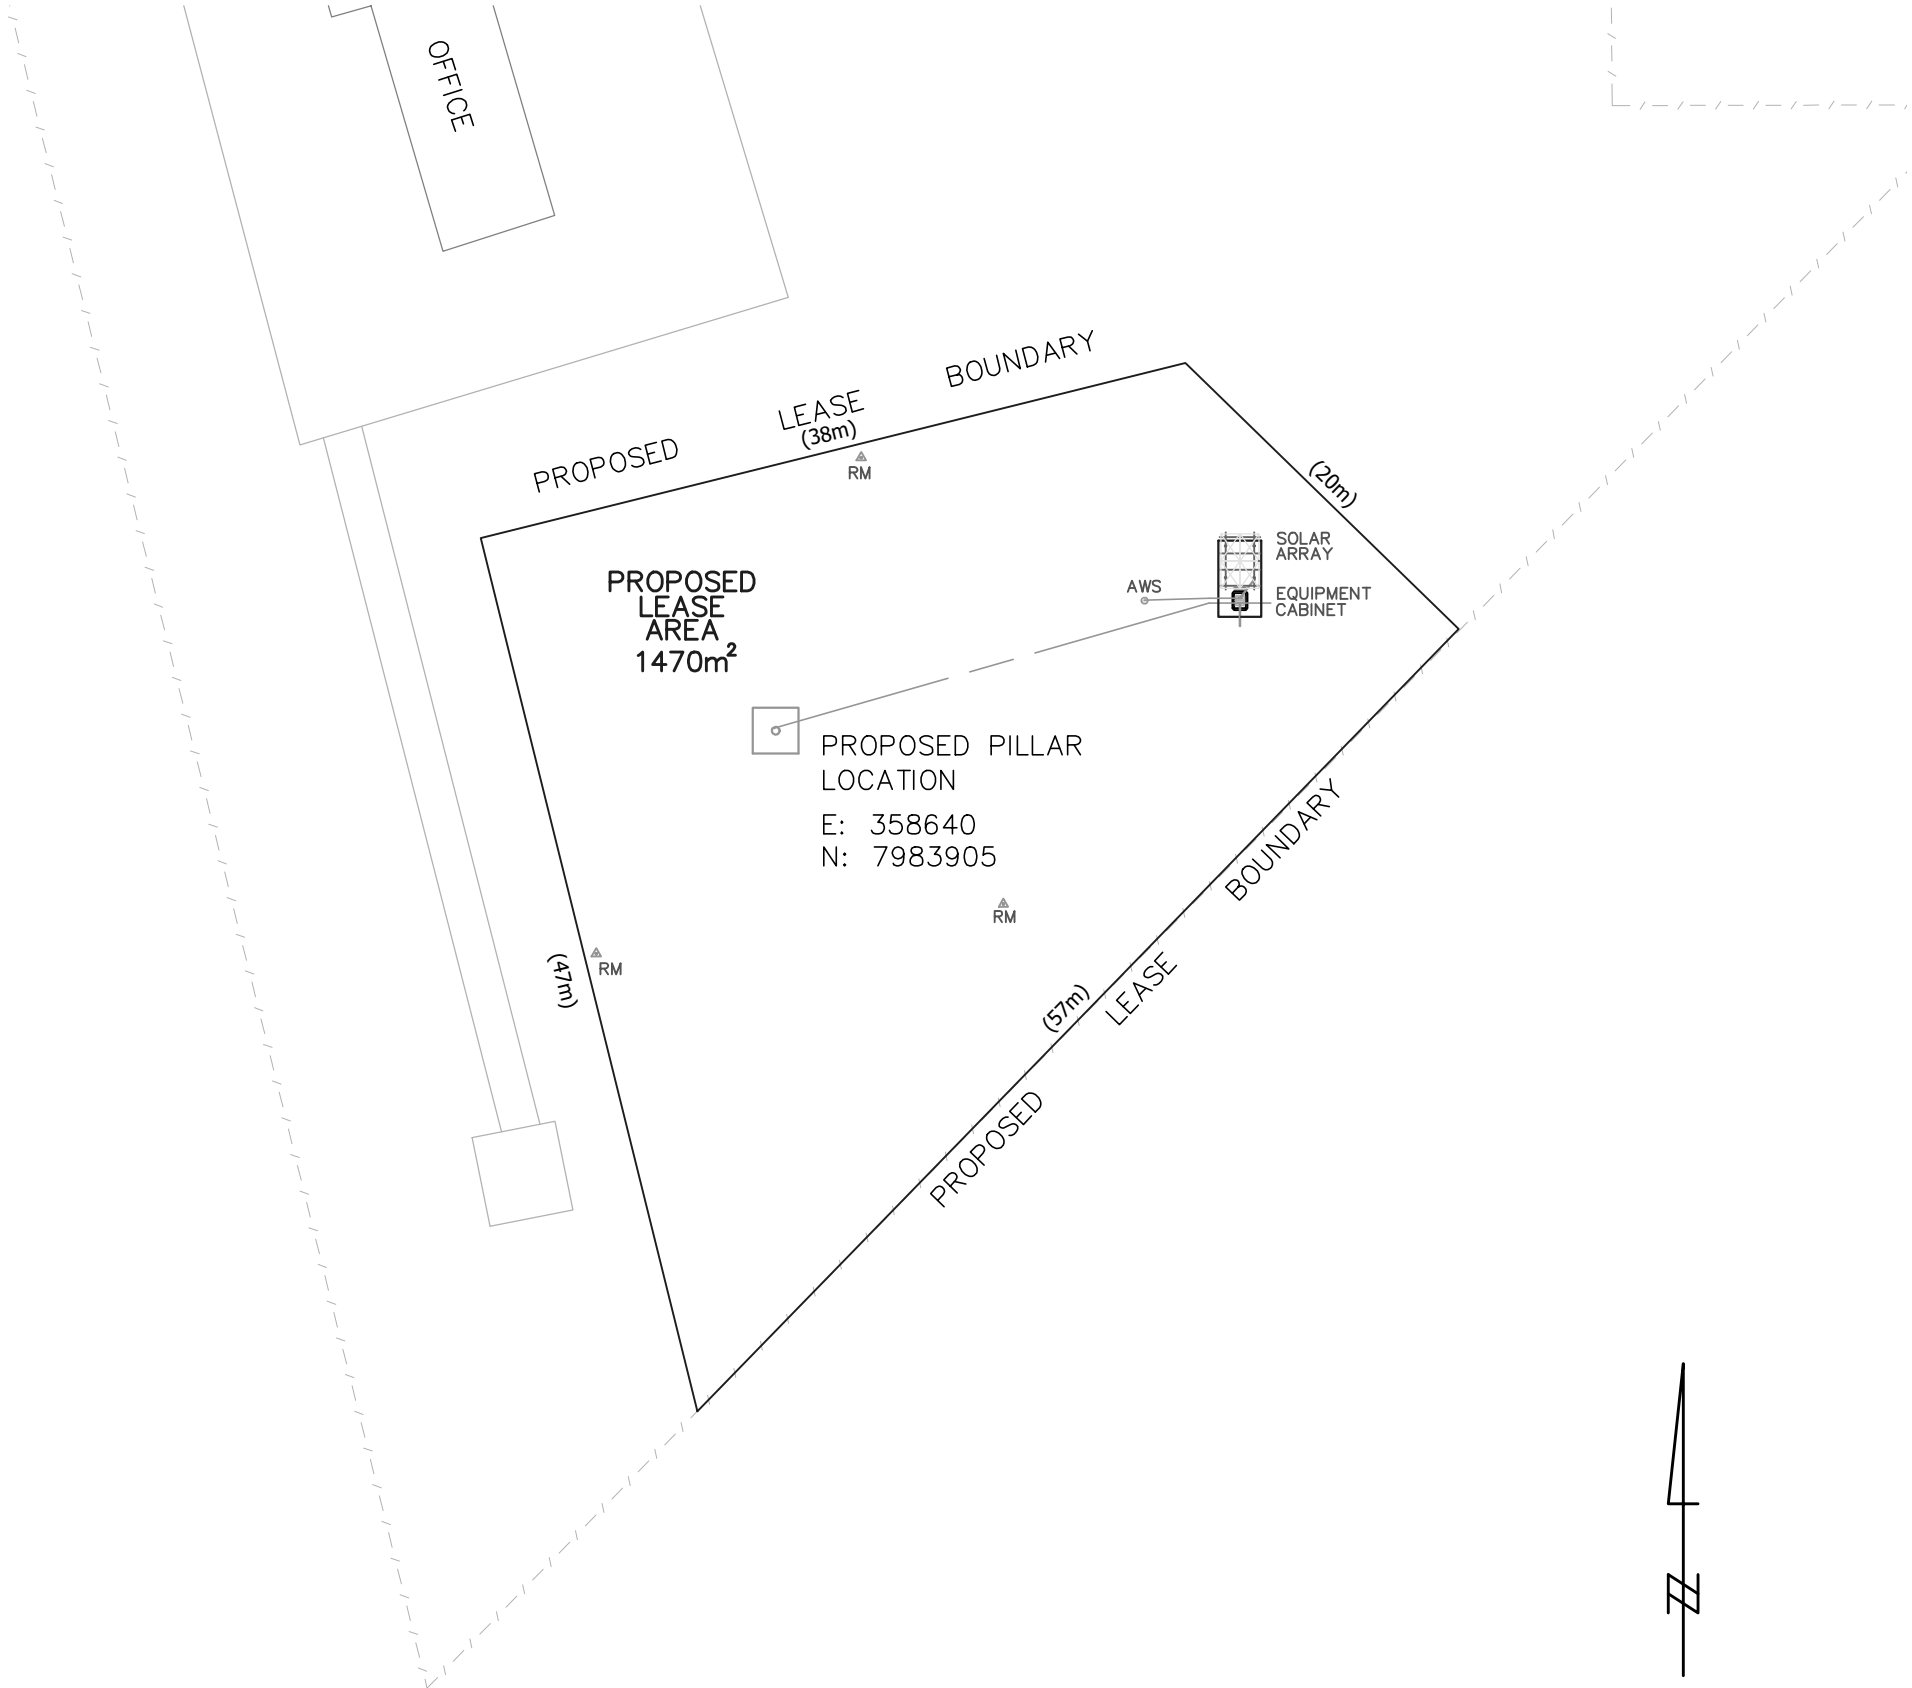 OFFICE
PROPOSED LEASE BOUNDARY
(38m)
RM
(20m)
SOLAR
ARRAY
AWS
EQUIPMENT
CABINET
PROPOSED
LEASE
AREA
1470m²
PROPOSED PILLAR
LOCATION
E: 358640
N: 7983905
RM
RM
(47m)
(57m)
PROPOSED LEASE BOUNDARY
N